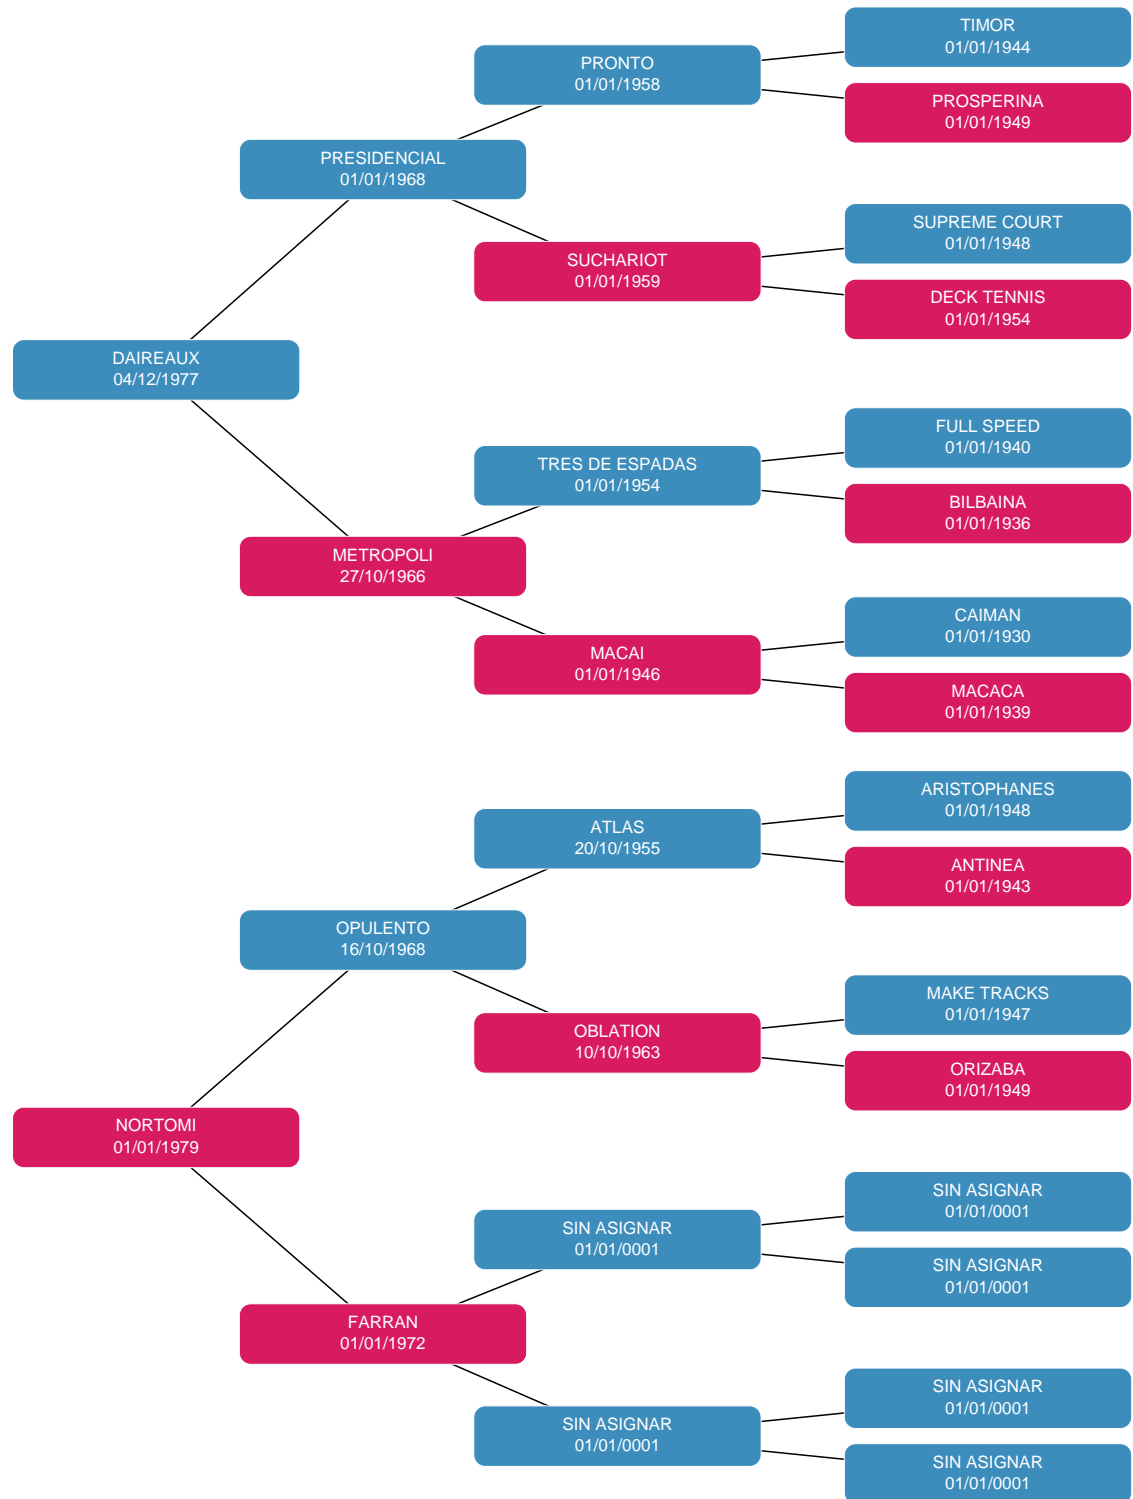 TIMOR
01/01/1944
PRONTO
01/01/1958
PROSPERINA
01/01/1949
PRESIDENCIAL
01/01/1968
SUPREME COURT
01/01/1948
SUCHARIOT
01/01/1959
DECK TENNIS
01/01/1954
DAIREAUX
04/12/1977
FULL SPEED
01/01/1940
TRES DE ESPADAS
01/01/1954
BILBAINA
01/01/1936
METROPOLI
27/10/1966
CAIMAN
01/01/1930
MACAI
01/01/1946
MACACA
01/01/1939
ARISTOPHANES
01/01/1948
ATLAS
20/10/1955
ANTINEA
01/01/1943
OPULENTO
16/10/1968
MAKE TRACKS
01/01/1947
OBLATION
10/10/1963
ORIZABA
01/01/1949
NORTOMI
01/01/1979
SIN ASIGNAR
01/01/0001
SIN ASIGNAR
01/01/0001
SIN ASIGNAR
01/01/0001
FARRAN
01/01/1972
SIN ASIGNAR
01/01/0001
SIN ASIGNAR
01/01/0001
SIN ASIGNAR
01/01/0001